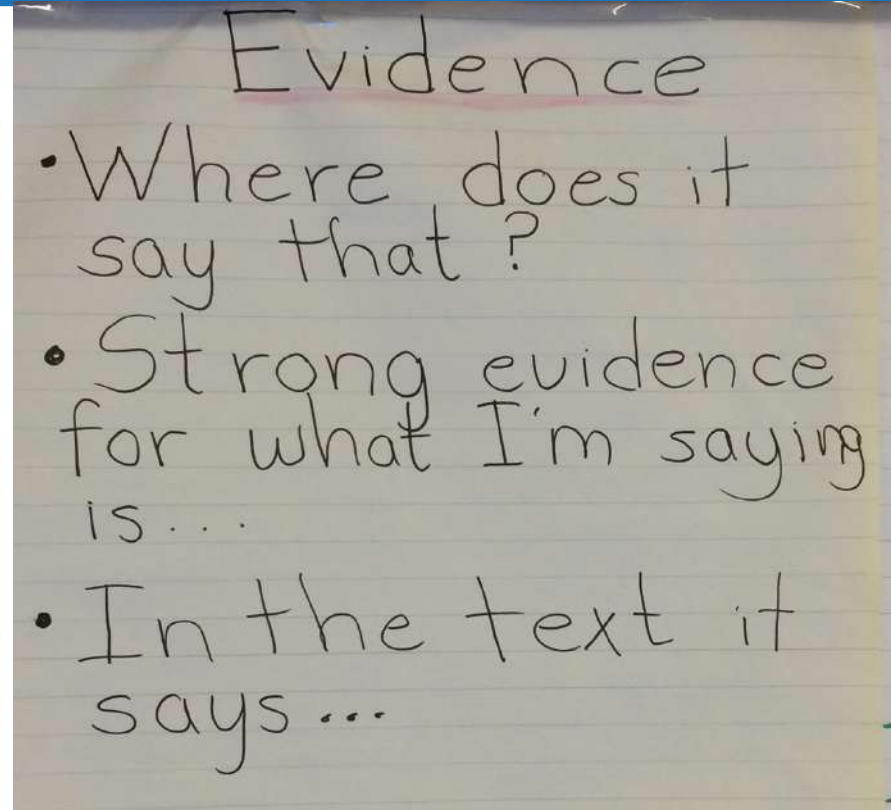 Evidence
• Where does it
say that?
• Strong evidence
for what I'm saying
is...
• In the text it
says...